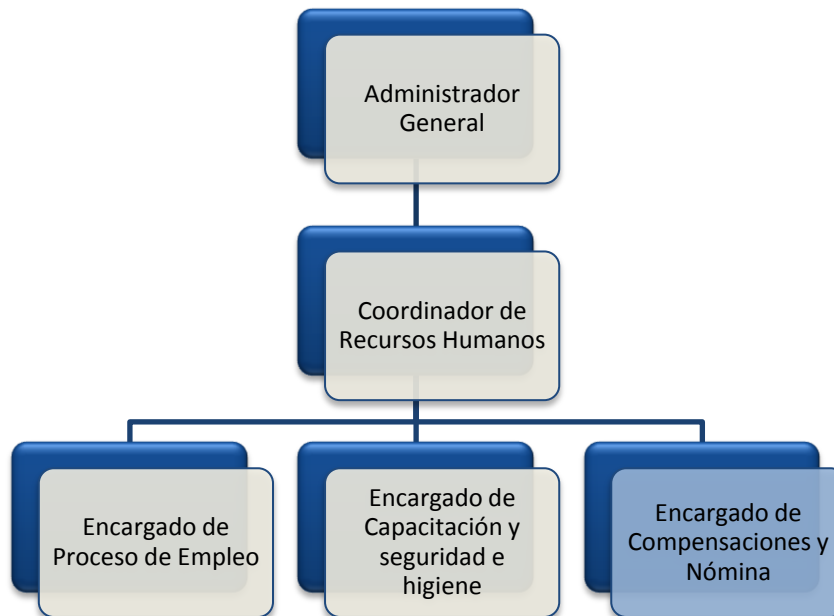 Administrador
General
Coordinador de
Recursos Humanos
Encargado de
Proceso de Empleo
Encargado de
Capacitación y
seguridad e
higiene
Encargado de
Compensaciones y
Nómina